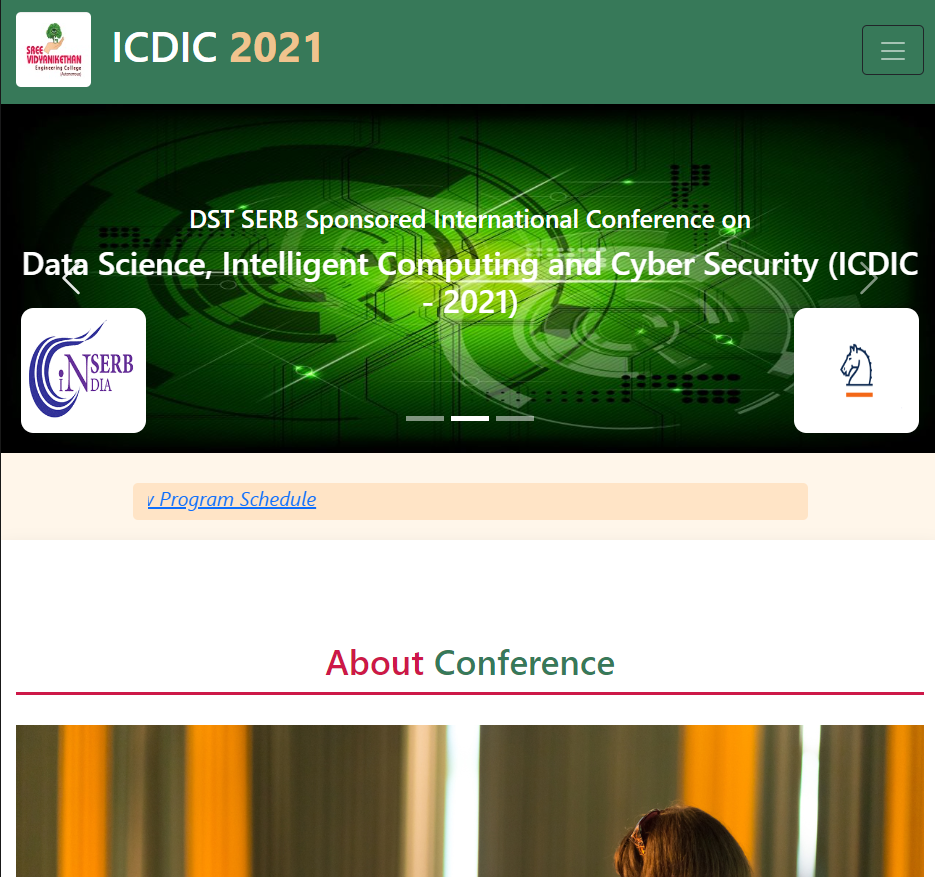 SREE
VIDYANIKETHAN
Engineering College
(Autonomous)
ICDIC 2021
DST SERB Sponsored International Conference on
Data Science, Intelligent Computing and Cyber Security (ICDIC
- 2021)
SERB
iNDIA
Program Schedule
About Conference